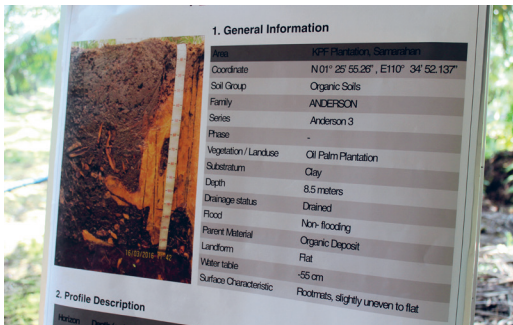 1. General Information
Area KPF Plantation, Samarahan
Coordinate N 01° 25' 55.26" , E110° 34' 52.137"
Soil Group Organic Soils
Family ANDERSON
Series Anderson 3
Phase -
Vegetation / Landuse Oil Palm Plantation
Substratum Clay
Depth 8.5 meters
Drainage status Drained
Flood Non- flooding
Parent Material Organic Deposit
Landform Flat
Water table -55 cm
Surface Characteristic Rootmats, slightly uneven to flat
2. Profile Description
Horizon